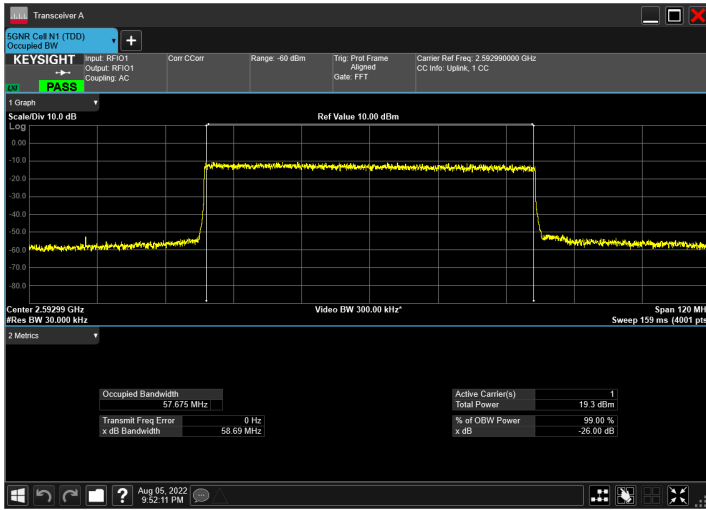 Transceiver A
5GNR Cell N1 (TDD)
Occupied BW
KEYSIGHT
LXI
PASS
Input: RFIO1
Output: RFIO1
Coupling: AC
Corr CCorr
Range: -60 dBm
Trig: Prot Frame
Aligned
Gate: FFT
Carrier Ref Freq: 2.592990000 GHz
CC Info: Uplink, 1 CC
1 Graph
Scale/Div 10.0 dB
Ref Value 10.00 dBm
Log
0.00
-10.0
-20.0
-30.0
-40.0
-50.0
-60.0
-70.0
-80.0
Center 2.59299 GHz
Video BW 300.00 kHz*
Span 120 MH
#Res BW 30.000 kHz
Sweep 159 ms (4001 pts
2 Metrics
Occupied Bandwidth
57.675 MHz
Transmit Freq Error 0 Hz
x dB Bandwidth 58.69 MHz
Active Carrier(s) 1
Total Power 19.3 dBm
% of OBW Power 99.00 %
x dB -26.00 dB
Aug 05, 2022
9:52:11 PM